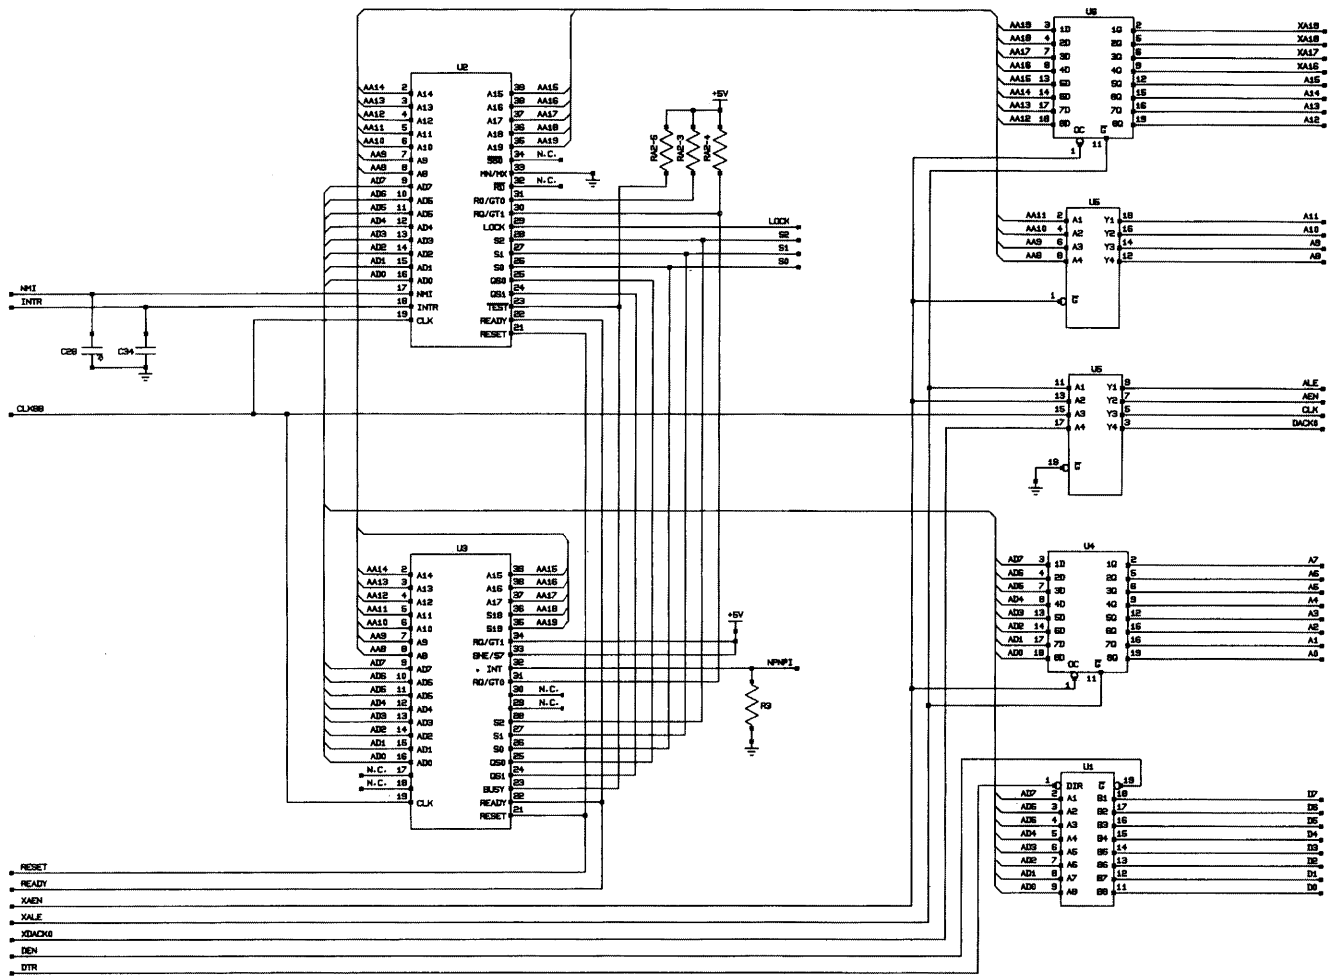 U2
AA14 2 A14 A15 39 AA15
AA13 3 A13 A16 38 AA16
AA12 4 A12 A17 37 AA17
AA11 5 A11 A18 36 AA18
AA10 6 A10 A19 35 AA19
AA9 7 A9 SS0 34 N.C.
AA8 8 A8 MN/MX 33
AD7 9 AD7 RD 32 N.C.
AD6 10 AD6 RQ/GT0 31
AD5 11 AD5 RQ/GT1 30
AD4 12 AD4 LOCK 29 LOCK
AD3 13 AD3 S2 28 S2
AD2 14 AD2 S1 27 S1
AD1 15 AD1 S0 26 S0
AD0 16 AD0 QS0 25
NMI 17 NMI QS1 24
INTR 18 INTR TEST 23
19 CLK READY 22
RESET 21
+5V
RA2-5
RA2-3
RA2-4
C28
C34
CLK88
U3
AA14 2 A14 A15 39 AA15
AA13 3 A13 A16 38 AA16
AA12 4 A12 A17 37 AA17
AA11 5 A11 S18 36 AA18
AA10 6 A10 S19 35 AA19
AA9 7 A9 RQ/GT1 34
AA8 8 A8 BHE/S7 33
AD7 9 AD7 INT 32 NPNPI
AD6 10 AD6 RQ/GT0 31
AD5 11 AD5 30 N.C.
AD4 12 AD4 29 N.C.
AD3 13 AD3 S2 28
AD2 14 AD2 S1 27
AD1 15 AD1 S0 26
AD0 16 AD0 QS0 25
N.C. 17 QS1 24
N.C. 18 BUSY 23
19 CLK READY 22
RESET 21
+5V
R3
RESET
READY
XAEN
XALE
XDACK0
DEN
DTR
U6
AA19 3 1D 1Q 2 XA19
AA18 4 2D 2Q 5 XA18
AA17 7 3D 3Q 6 XA17
AA16 8 4D 4Q 9 XA16
AA15 13 5D 5Q 12 A15
AA14 14 6D 6Q 15 A14
AA13 17 7D 7Q 16 A13
AA12 18 8D 8Q 19 A12
OC G
1 11
U5
AA11 2 A1 Y1 18 A11
AA10 4 A2 Y2 16 A10
AA9 6 A3 Y3 14 A9
AA8 8 A4 Y4 12 A8
1 G
U5
11 A1 Y1 9 ALE
13 A2 Y2 7 AEN
15 A3 Y3 5 CLK
17 A4 Y4 3 DACK0
19 G
U4
AD7 3 1D 1Q 2 A7
AD6 4 2D 2Q 5 A6
AD5 7 3D 3Q 6 A5
AD4 8 4D 4Q 9 A4
AD3 13 5D 5Q 12 A3
AD2 14 6D 6Q 15 A2
AD1 17 7D 7Q 16 A1
AD0 18 8D 8Q 19 A0
OC G
1 11
U1
1 DIR G 19
AD7 2 A1 B1 18 D7
AD6 3 A2 B2 17 D6
AD5 4 A3 B3 16 D5
AD4 5 A4 B4 15 D4
AD3 6 A5 B5 14 D3
AD2 7 A6 B6 13 D2
AD1 8 A7 B7 12 D1
AD0 9 A8 B8 11 D0